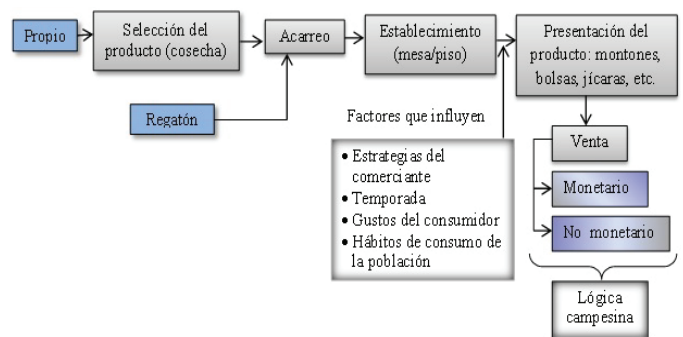 Propio
Selección del
producto (cosecha)
Acarreo
Establecimiento
(mesa/piso)
Presentación del
producto: montones,
bolsas, jícaras, etc.
Regatón
Factores que influyen
• Estrategias del
comerciante
• Temporada
• Gustos del consumidor
• Hábitos de consumo de
la población
Venta
Monetario
No monetario
Lógica
campesina